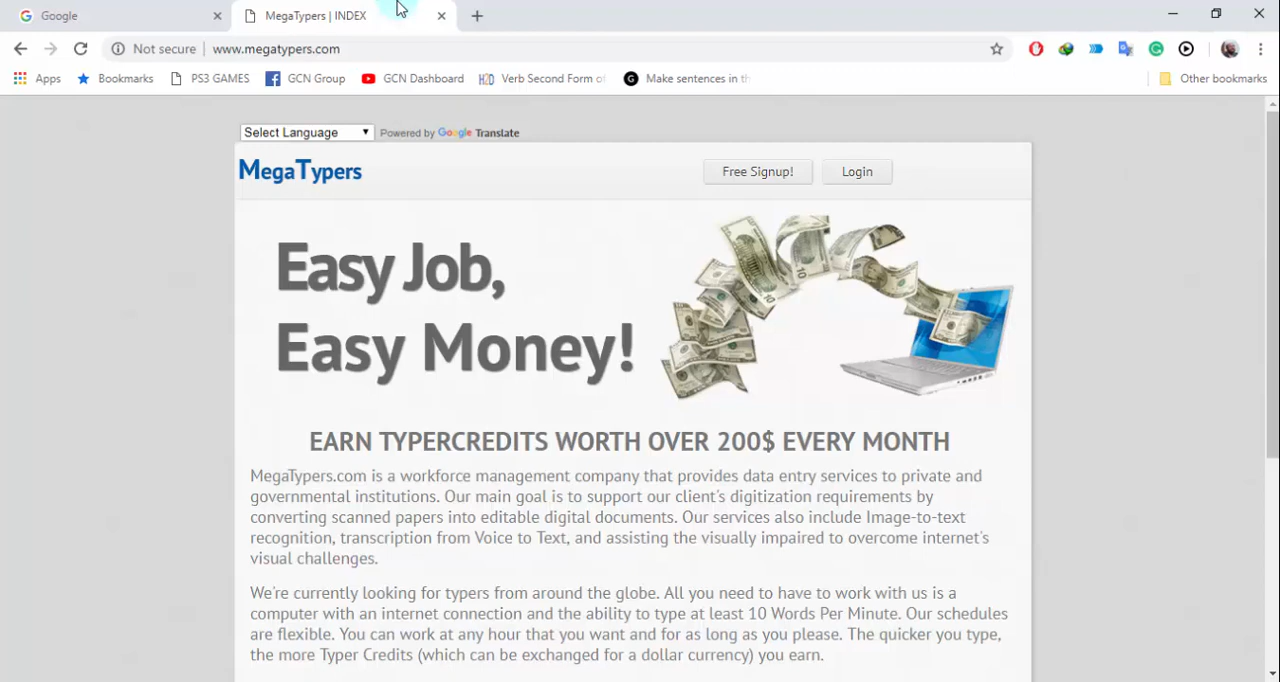 Google
MegaTypers | INDEX
Not secure | www.megatypers.com
Apps Bookmarks PS3 GAMES GCN Group GCN Dashboard Verb Second Form of Make sentences in th Other bookmarks
Select Language Powered by Google Translate
MegaTypers Free Signup! Login
Easy Job,
Easy Money!
EARN TYPERCREDITS WORTH OVER 200$ EVERY MONTH
MegaTypers.com is a workforce management company that provides data entry services to private and
governmental institutions. Our main goal is to support our client's digitization requirements by
converting scanned papers into editable digital documents. Our services also include Image-to-text
recognition, transcription from Voice to Text, and assisting the visually impaired to overcome internet's
visual challenges.
We're currently looking for typers from around the globe. All you need to have to work with us is a
computer with an internet connection and the ability to type at least 10 Words Per Minute. Our schedules
are flexible. You can work at any hour that you want and for as long as you please. The quicker you type,
the more Typer Credits (which can be exchanged for a dollar currency) you earn.